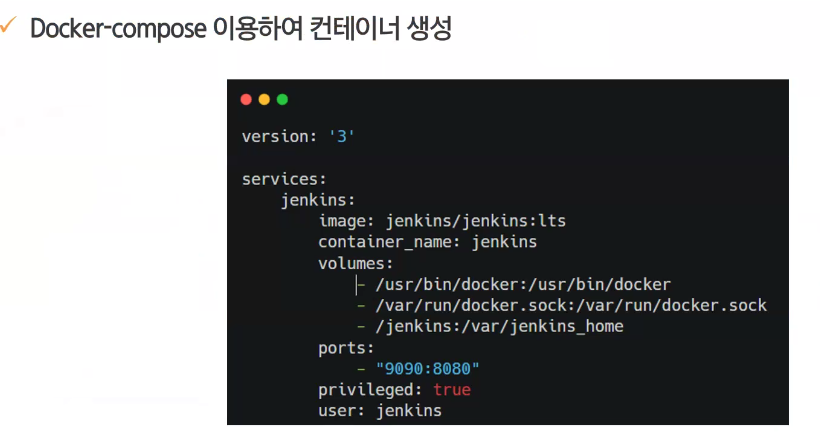 ✓ Docker-compose 이용하여 컨테이너 생성
version: '3'
services:
    jenkins:
        image: jenkins/jenkins:lts
        container_name: jenkins
        volumes:
            - /usr/bin/docker:/usr/bin/docker
            - /var/run/docker.sock:/var/run/docker.sock
            - /jenkins:/var/jenkins_home
        ports:
            - "9090:8080"
        privileged: true
        user: jenkins